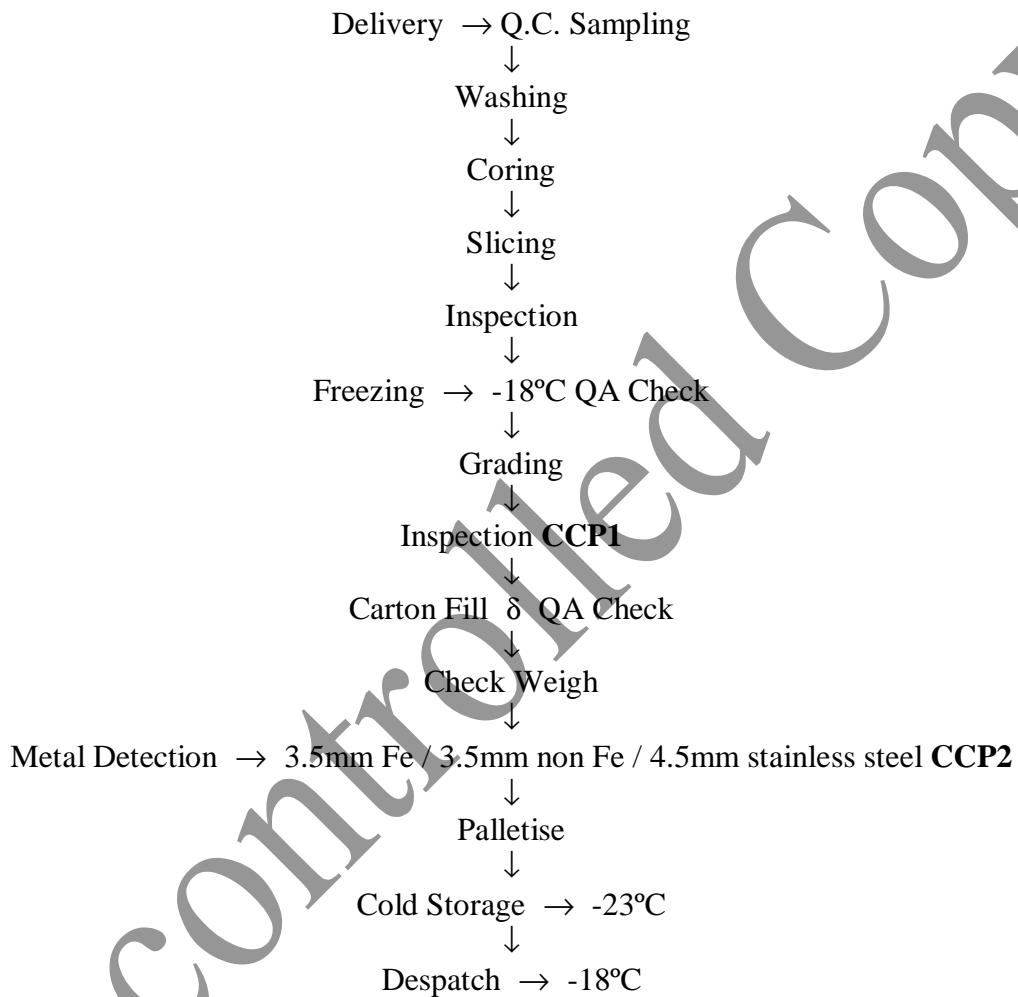 Delivery → Q.C. Sampling
↓
Washing
↓
Coring
↓
Slicing
↓
Inspection
↓
Freezing → -18ºC QA Check
↓
Grading
↓
Inspection CCP1
↓
Carton Fill δ QA Check
↓
Check Weigh
↓
Metal Detection → 3.5mm Fe / 3.5mm non Fe / 4.5mm stainless steel CCP2
↓
Palletise
↓
Cold Storage → -23ºC
↓
Despatch → -18ºC
controlled Cop